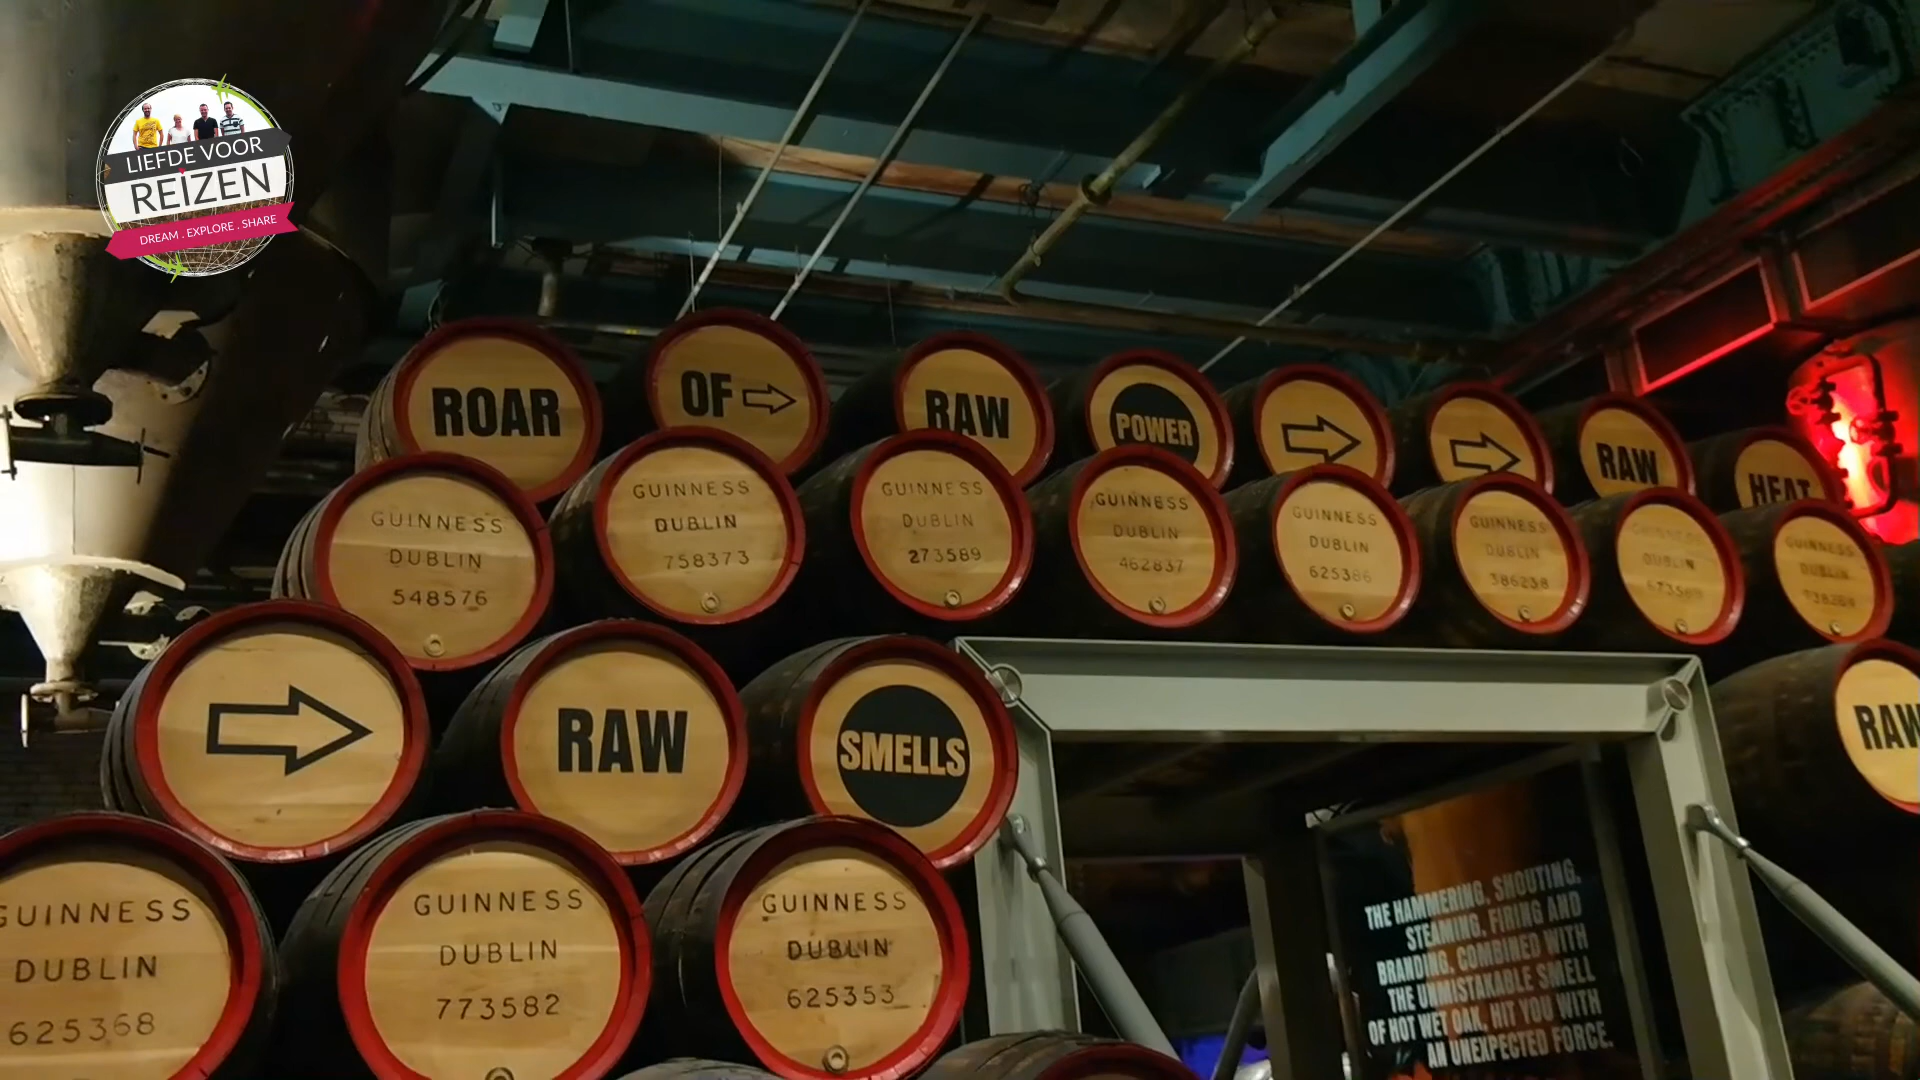 LIEFDE VOOR
REIZEN
DREAM . EXPLORE . SHARE
ROAR
OF
RAW
POWER
RAW
HEAT
GUINNESS
DUBLIN
548576
GUINNESS
DUBLIN
758373
GUINNESS
DUBLIN
273589
GUINNESS
DUBLIN
462837
GUINNESS
DUBLIN
625386
GUINNESS
DUBLIN
386238
GUINNESS
DUBLIN
GUINNESS
DUBLIN
RAW
SMELLS
RAW
GUINNESS
DUBLIN
625368
GUINNESS
DUBLIN
773582
GUINNESS
DUBLIN
625353
THE HAMMERING, SHOUTING,
STEAMING, FIRING AND
BRANDING. COMBINED WITH
THE UNMISTAKABLE SMELL
OF HOT WET OAK, HIT YOU WITH
AN UNEXPECTED FORCE.